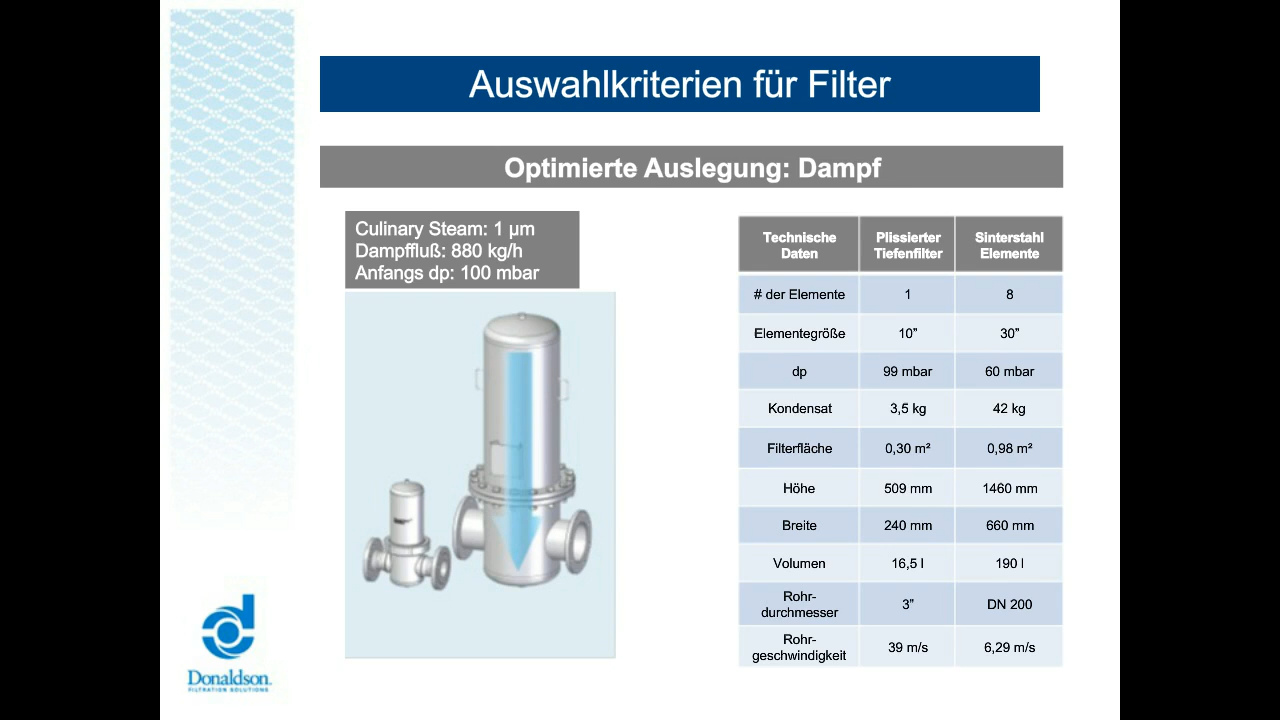 Auswahlkriterien für Filter
Optimierte Auslegung: Dampf
Culinary Steam: 1 µm
Dampffluß: 880 kg/h
Anfangs dp: 100 mbar
Technische Daten Plissierter Tiefenfilter Sinterstahl Elemente
# der Elemente 1 8
Elementegröße 10” 30”
dp 99 mbar 60 mbar
Kondensat 3,5 kg 42 kg
Filterfläche 0,30 m² 0,98 m²
Höhe 509 mm 1460 mm
Breite 240 mm 660 mm
Volumen 16,5 l 190 l
Rohr-durchmesser 3” DN 200
Rohr-geschwindigkeit 39 m/s 6,29 m/s
Donaldson.
FILTRATION SOLUTIONS